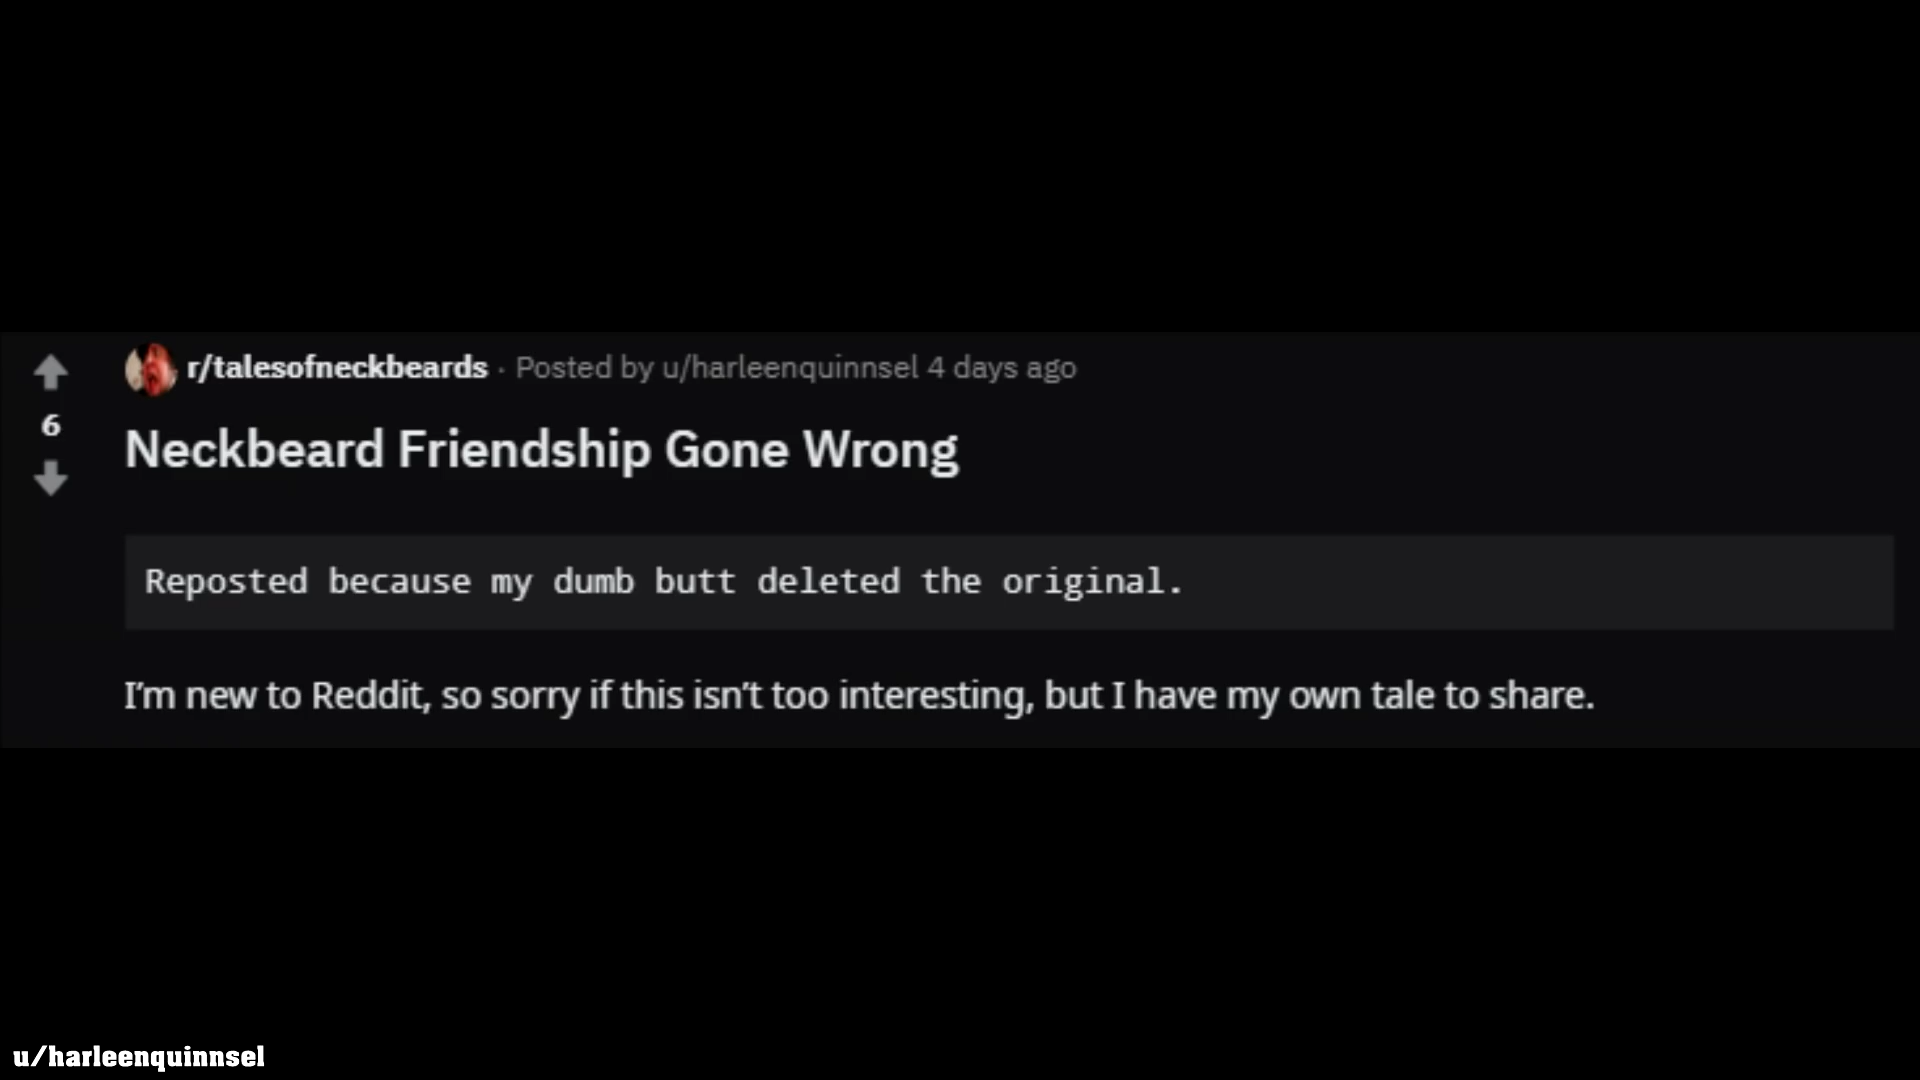 r/talesofneckbeards · Posted by u/harleenquinnsel 4 days ago
6
Neckbeard Friendship Gone Wrong
Reposted because my dumb butt deleted the original.
I’m new to Reddit, so sorry if this isn’t too interesting, but I have my own tale to share.
u/harleenquinnsel